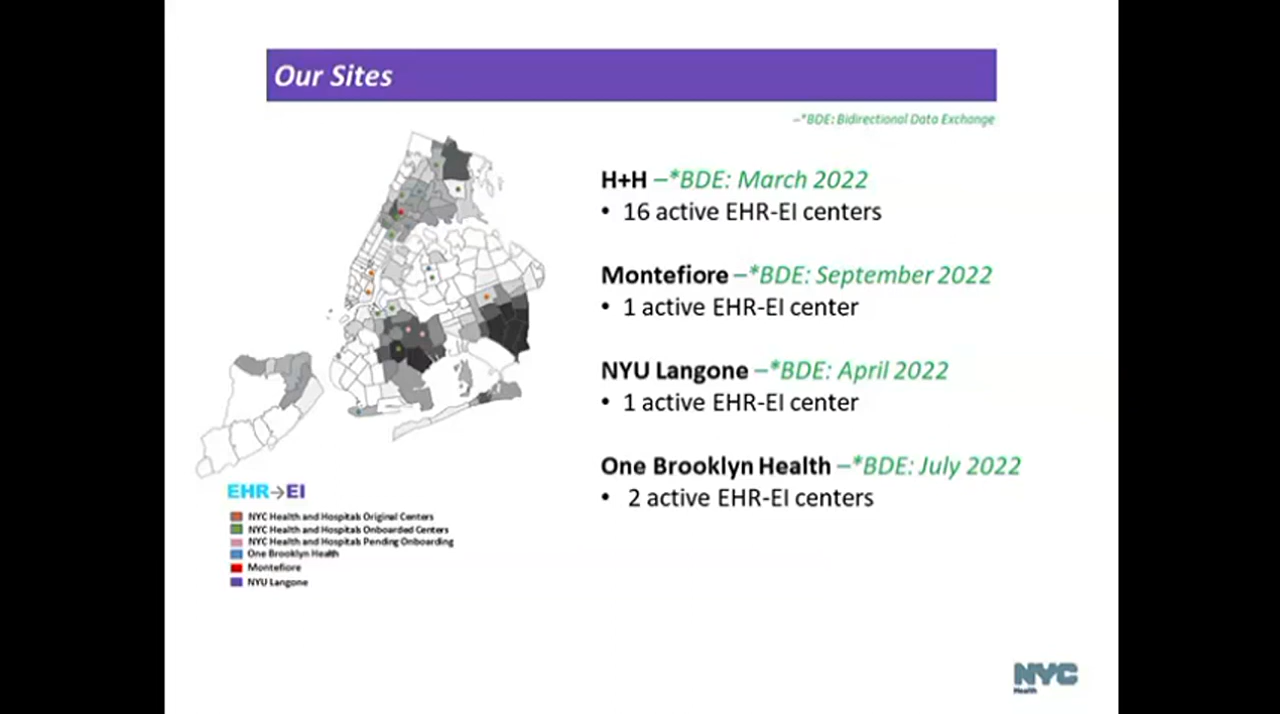 Our Sites
–*BDE: Bidirectional Data Exchange
H+H –*BDE: March 2022
• 16 active EHR-EI centers
Montefiore –*BDE: September 2022
• 1 active EHR-EI center
NYU Langone –*BDE: April 2022
• 1 active EHR-EI center
One Brooklyn Health –*BDE: July 2022
• 2 active EHR-EI centers
EHR→EI
NYC Health and Hospitals Original Centers
NYC Health and Hospitals Onboarded Centers
NYC Health and Hospitals Pending Onboarding
One Brooklyn Health
Montefiore
NYU Langone
NYC
Health